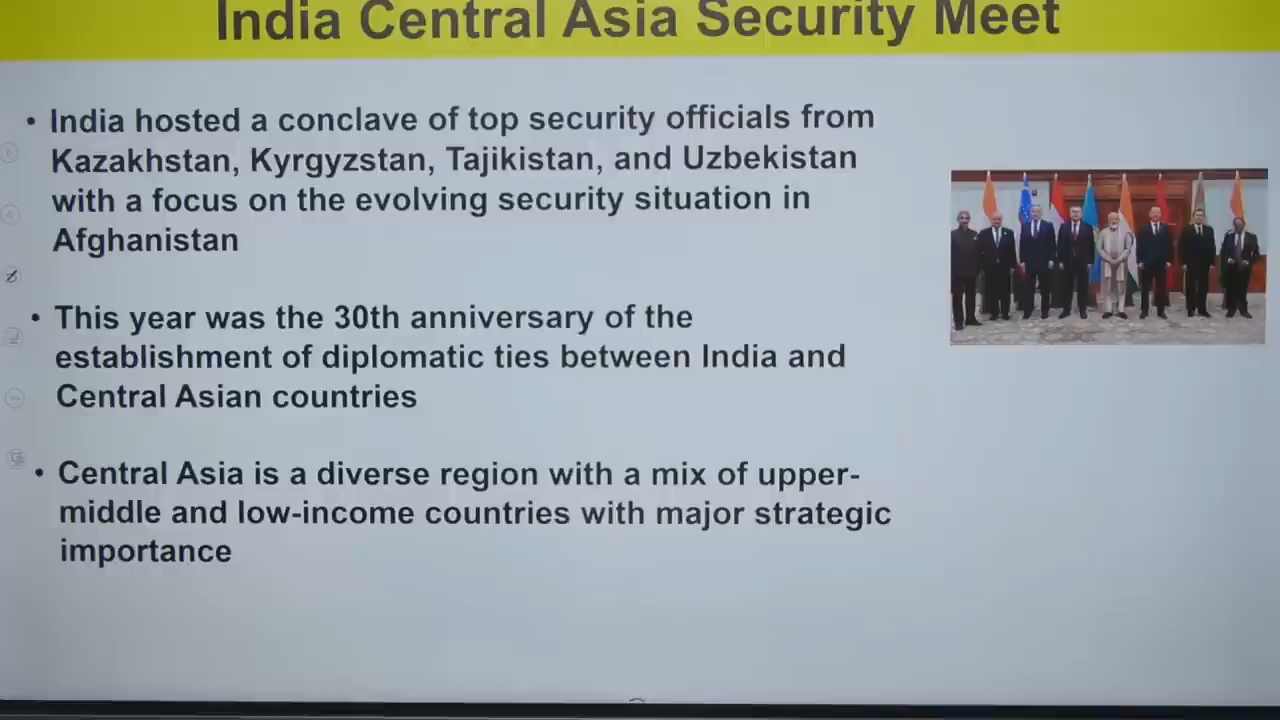 India Central Asia Security Meet
• India hosted a conclave of top security officials from
Kazakhstan, Kyrgyzstan, Tajikistan, and Uzbekistan
with a focus on the evolving security situation in
Afghanistan
• This year was the 30th anniversary of the
establishment of diplomatic ties between India and
Central Asian countries
• Central Asia is a diverse region with a mix of upper-
middle and low-income countries with major strategic
importance